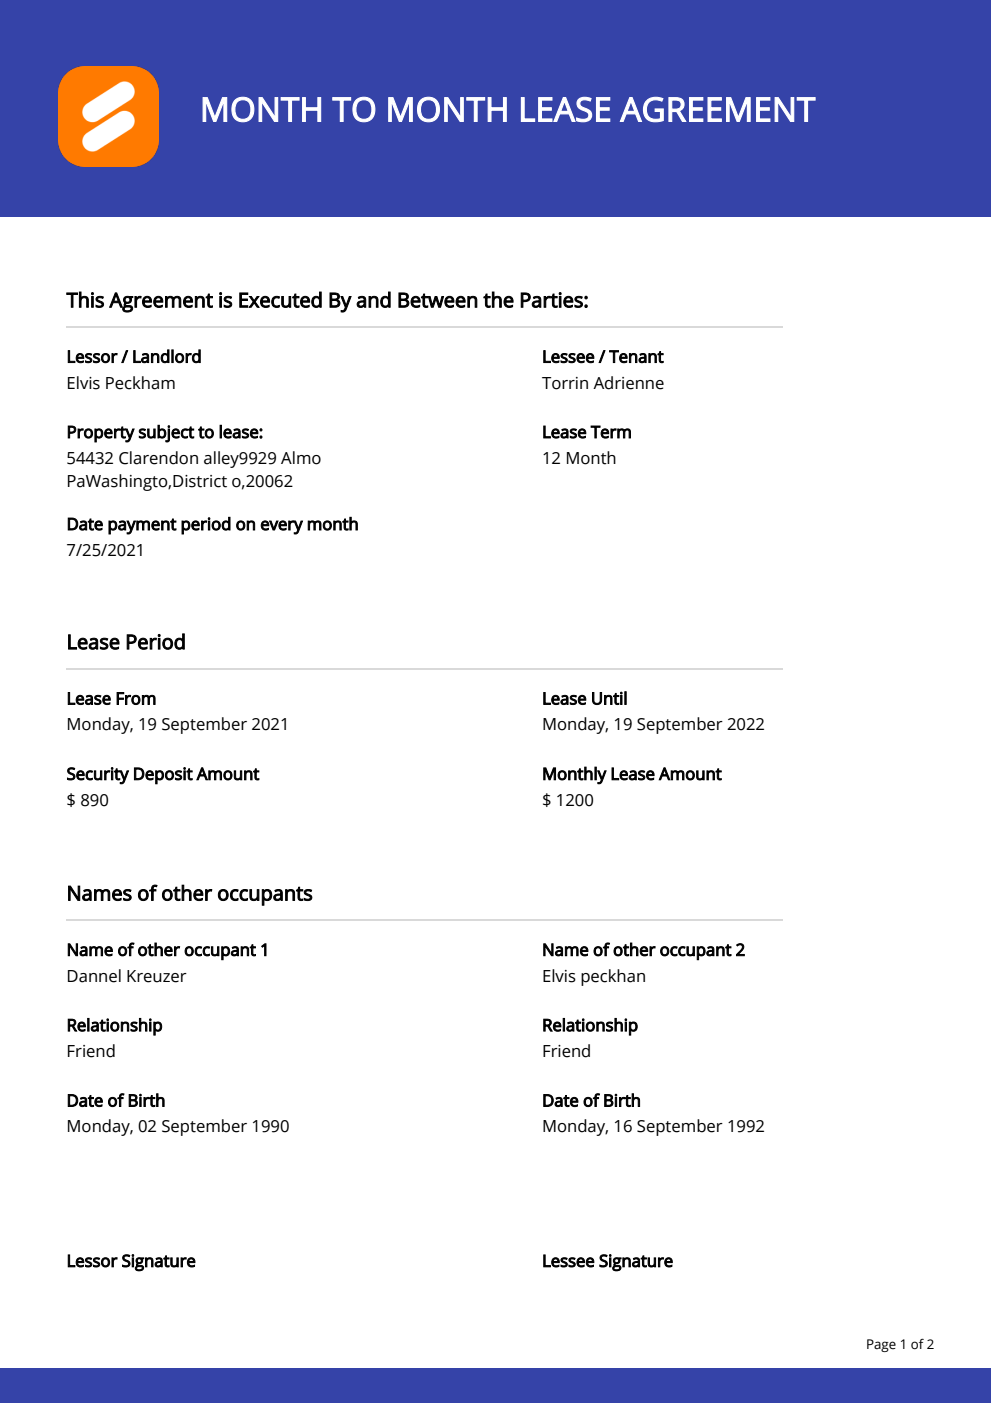 MONTH TO MONTH LEASE AGREEMENT
This Agreement is Executed By and Between the Parties:
Lessor / Landlord
Elvis Peckham
Lessee / Tenant
Torrin Adrienne
Property subject to lease:
54432 Clarendon alley9929 Almo
PaWashingto,District o,20062
Lease Term
12 Month
Date payment period on every month
7/25/2021
Lease Period
Lease From
Monday, 19 September 2021
Lease Until
Monday, 19 September 2022
Security Deposit Amount
$ 890
Monthly Lease Amount
$ 1200
Names of other occupants
Name of other occupant 1
Dannel Kreuzer
Name of other occupant 2
Elvis peckhan
Relationship
Friend
Relationship
Friend
Date of Birth
Monday, 02 September 1990
Date of Birth
Monday, 16 September 1992
Lessor Signature
Lessee Signature
Page 1 of 2